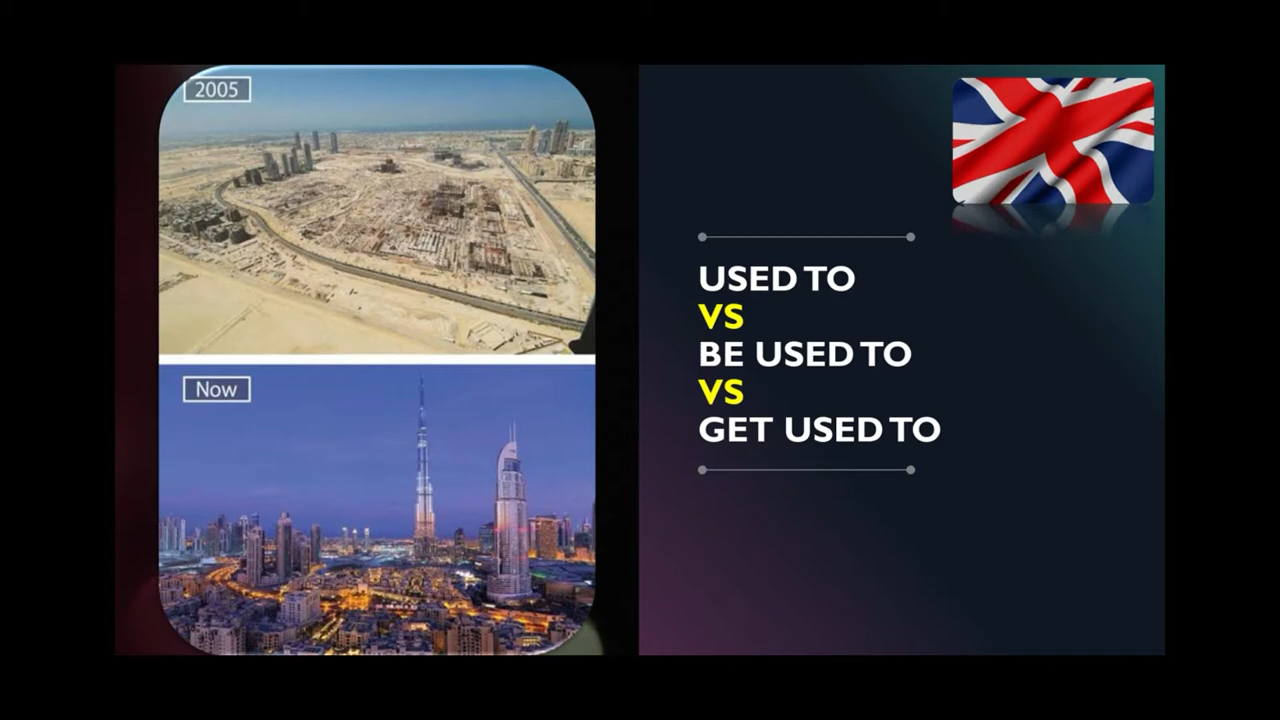 2005
Now
USED TO
VS
BE USED TO
VS
GET USED TO